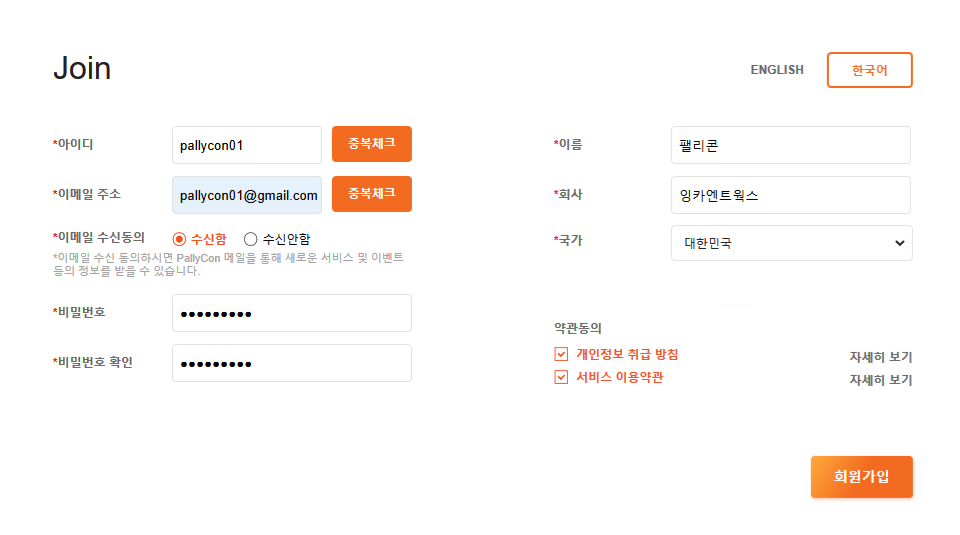 Join
ENGLISH 한국어
*아이디 pallycon01 중복체크
*이메일 주소 pallycon01@gmail.com 중복체크
*이메일 수신동의 수신함 수신안함
*이메일 수신 동의하시면 PallyCon 메일을 통해 새로운 서비스 및 이벤트
등의 정보를 받을 수 있습니다.
*비밀번호 •••••••••
*비밀번호 확인 •••••••••
*이름 팰리콘
*회사 잉카엔트웍스
*국가 대한민국
약관동의
개인정보 취급 방침 자세히 보기
서비스 이용약관 자세히 보기
회원가입